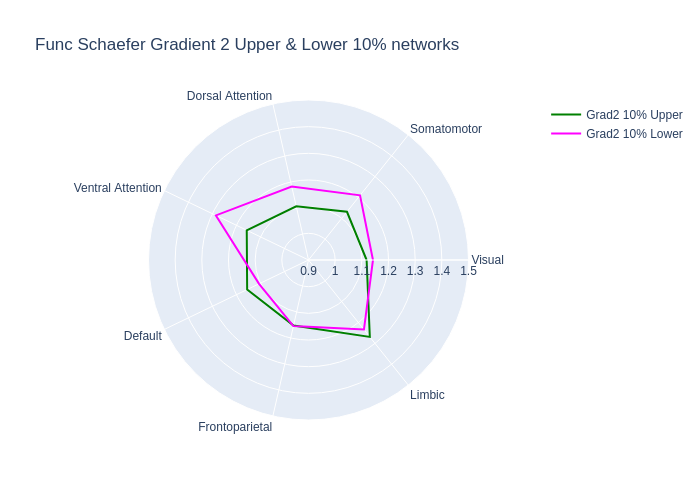 Func Schaefer Gradient 2 Upper & Lower 10% networks
Dorsal Attention
Somatomotor
Grad2 10% Upper
Grad2 10% Lower
Ventral Attention
Visual
0.9 1 1.1 1.2 1.3 1.4 1.5
Default
Limbic
Frontoparietal